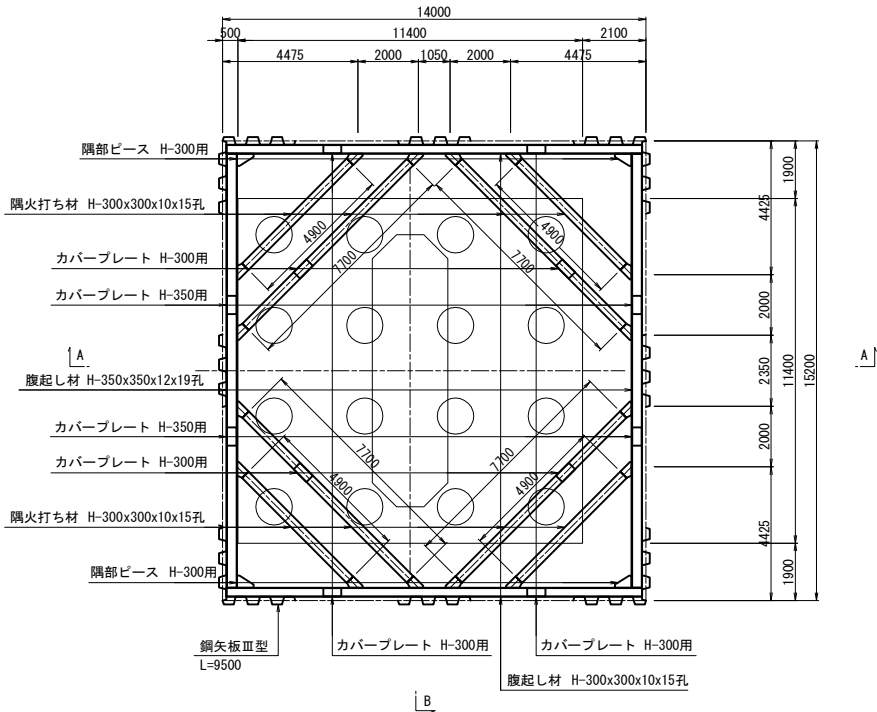 14000
500
11400
2100
4475
2000
1050
2000
4475
隅部ピース H-300用
隅火打ち材 H-300x300x10x15孔
カバープレート H-300用
カバープレート H-350用
A
腹起し材 H-350x350x12x19孔
カバープレート H-350用
カバープレート H-300用
隅火打ち材 H-300x300x10x15孔
隅部ピース H-300用
4900
7700
4900
7700
7700
4900
7700
4900
A
4425
2000
2350
2000
4425
1900
11400
1900
15200
鋼矢板Ⅲ型
L=9500
カバープレート H-300用
カバープレート H-300用
腹起し材 H-300x300x10x15孔
B